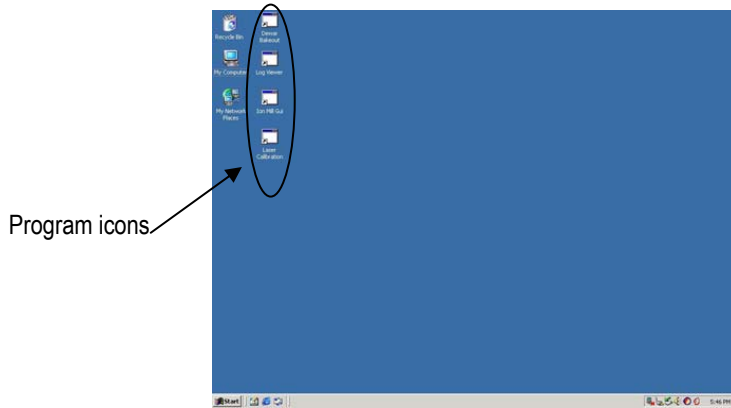 Recycle Bin
Dewar
Bakeout
My Computer
Log Viewer
My Network
Places
Ion Mill Gui
Laser
Calibration
Program icons
Start
5:46 PM